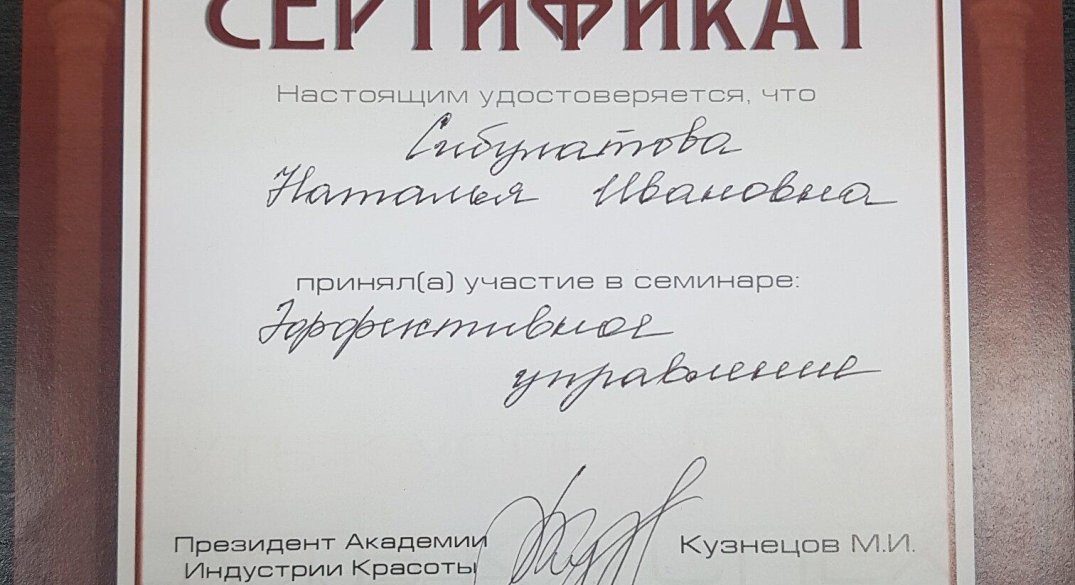 СЕРТИФИКАТ
Настоящим удостоверяется, что
Сибулатова
Наталья Ивановна
принял(а) участие в семинаре:
Эффективное
управление
Президент Академии
Индустрии Красоты
Кузнецов М.И.